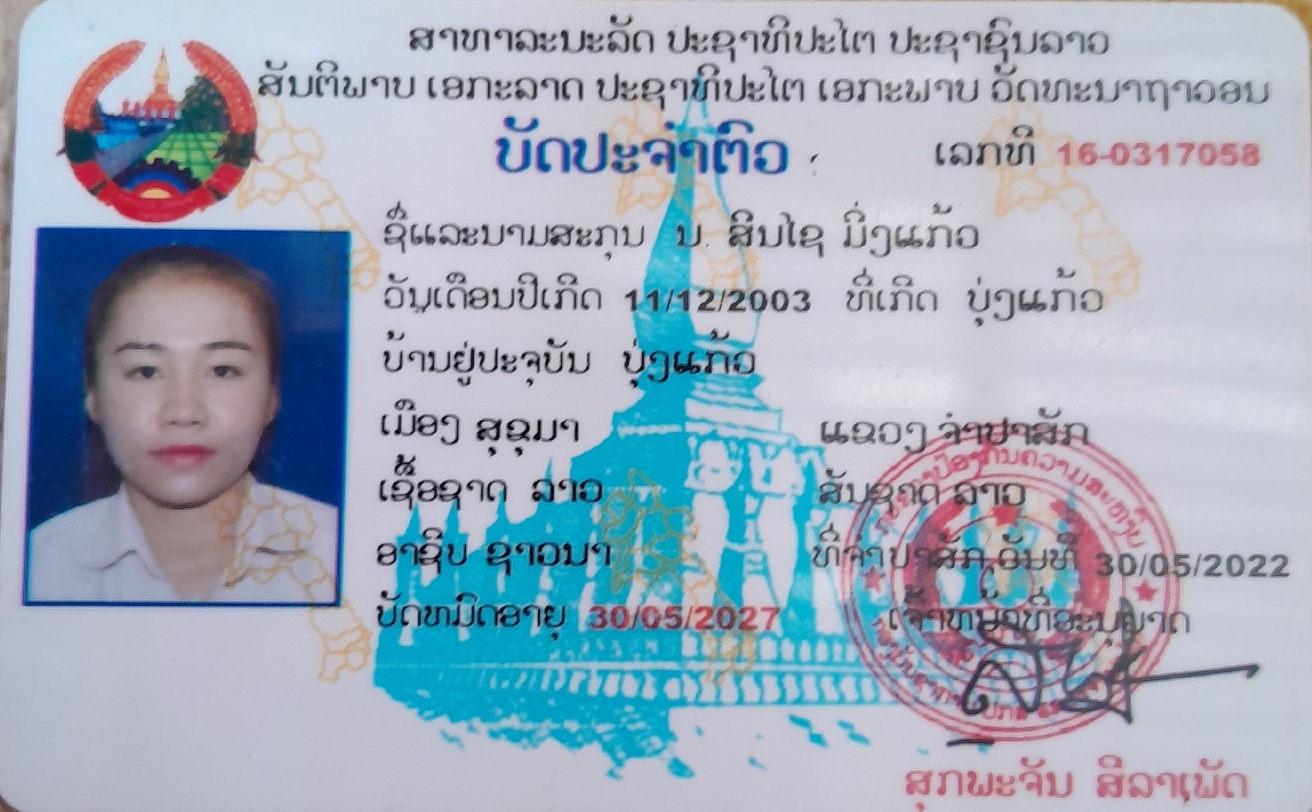 ສາທາລະນະລັດ ປະຊາທິປະໄຕ ປະຊາຊົນລາວ
ສັນຕິພາບ ເອກະລາດ ປະຊາທິປະໄຕ ເອກະພາບ ວັດທະນາຖາວອນ
ບັດປະຈຳຕົວ ເລກທີ 16-0317058
ຊື່ແລະນາມສະກຸນ ນ. ສິນໄຊ ມິ່ງແກ້ວ
ວັນເດືອນປີເກີດ 11/12/2003 ທີ່ເກີດ ບຸ່ງແກ້ວ
ບ້ານຢູ່ປະຈຸບັນ ບຸ່ງແກ້ວ
ເມືອງ ສຸຂຸມາ ແຂວງ ຈຳປາສັກ
ເຊື້ອຊາດ ລາວ ສັນຊາດ ລາວ
ອາຊີບ ຊາວນາ ທີ່ຈຳປາສັກ ວັນທີ 30/05/2022
ບັດຫມົດອາຍຸ 30/05/2027 ເຈົ້າຫນ້າທີ່ອະນຸຍາດ
ສຸກພະຈັນ ສີລາເພັດ